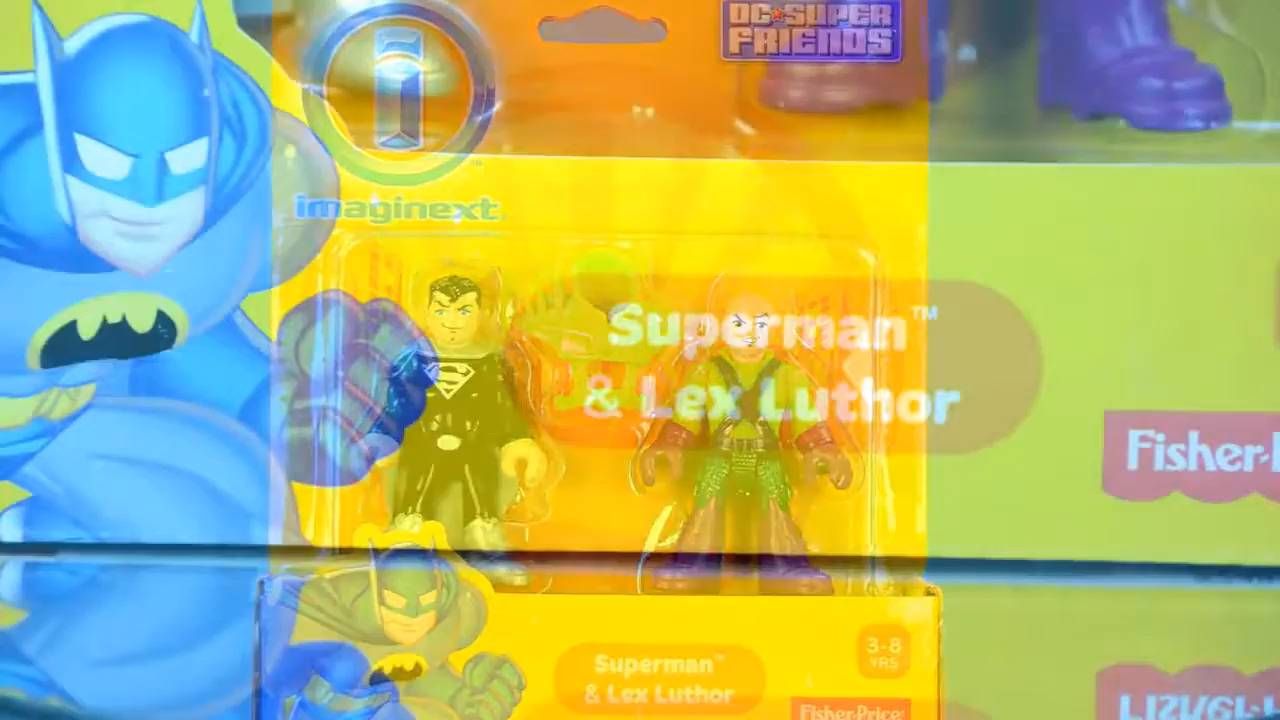 DC SUPER
FRIENDS
imaginext
Superman™
& Lex Luthor
Fisher-
3-8
YRS
Superman™
& Lex Luthor
Fisher-Price